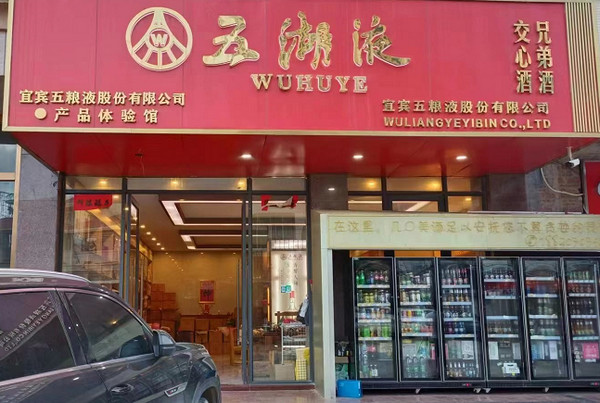 五湖液
WUHUYE
兄弟酒
交心酒
宜宾五粮液股份有限公司
●产品体验馆
宜宾五粮液股份有限公司
WULIANGYEYIBIN CO.,LTD